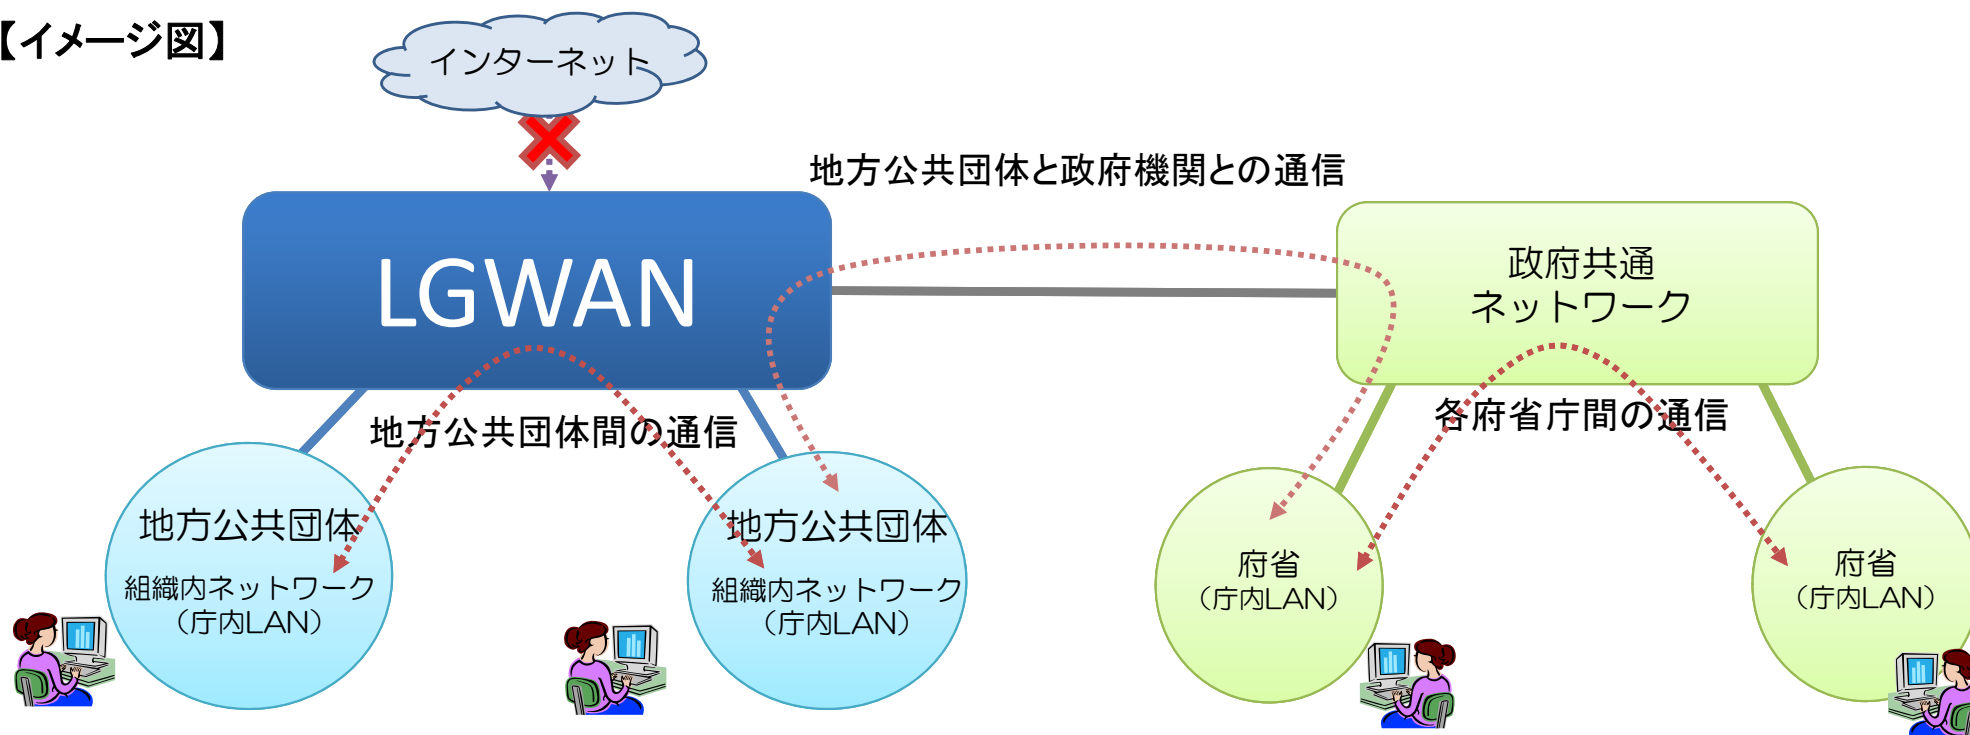 【イメージ図】
インターネット
地方公共団体と政府機関との通信
LGWAN
政府共通
ネットワーク
地方公共団体間の通信
各府省庁間の通信
地方公共団体
組織内ネットワーク
（庁内LAN）
地方公共団体
組織内ネットワーク
（庁内LAN）
府省
（庁内LAN）
府省
（庁内LAN）